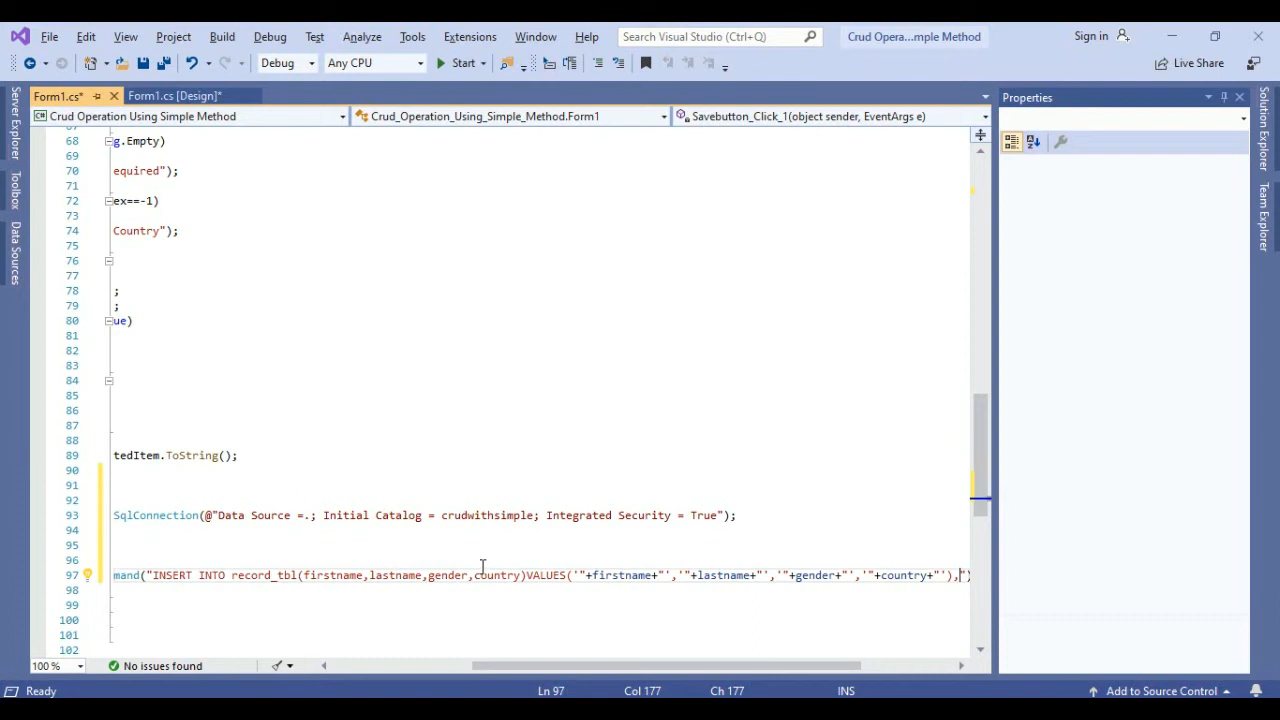 File Edit View Project Build Debug Test Analyze Tools Extensions Window Help Search Visual Studio (Ctrl+Q) Crud Opera...mple Method Sign in
Debug Any CPU Start Live Share
Form1.cs* Form1.cs [Design]* Properties
Crud Operation Using Simple Method Crud_Operation_Using_Simple_Method.Form1 Savebutton_Click_1(object sender, EventArgs e)
Server Explorer
Toolbox
Data Sources
Solution Explorer
Team Explorer
68 g.Empty)
69
70 equired");
71
72 ex==-1)
73
74 Country");
75
76
77
78 ;
79 ;
80 ue)
81
82
83
84
85
86
87
88
89 tedItem.ToString();
90
91
92
93 SqlConnection(@"Data Source =.; Initial Catalog = crudwithsimple; Integrated Security = True");
94
95
96
97 mand("INSERT INTO record_tbl(firstname,lastname,gender,country)VALUES('"+firstname+"','"+lastname+"','"+gender+"','"+country+"'),")
98
99
100
101
102
100 % No issues found
Ready Ln 97 Col 177 Ch 177 INS Add to Source Control